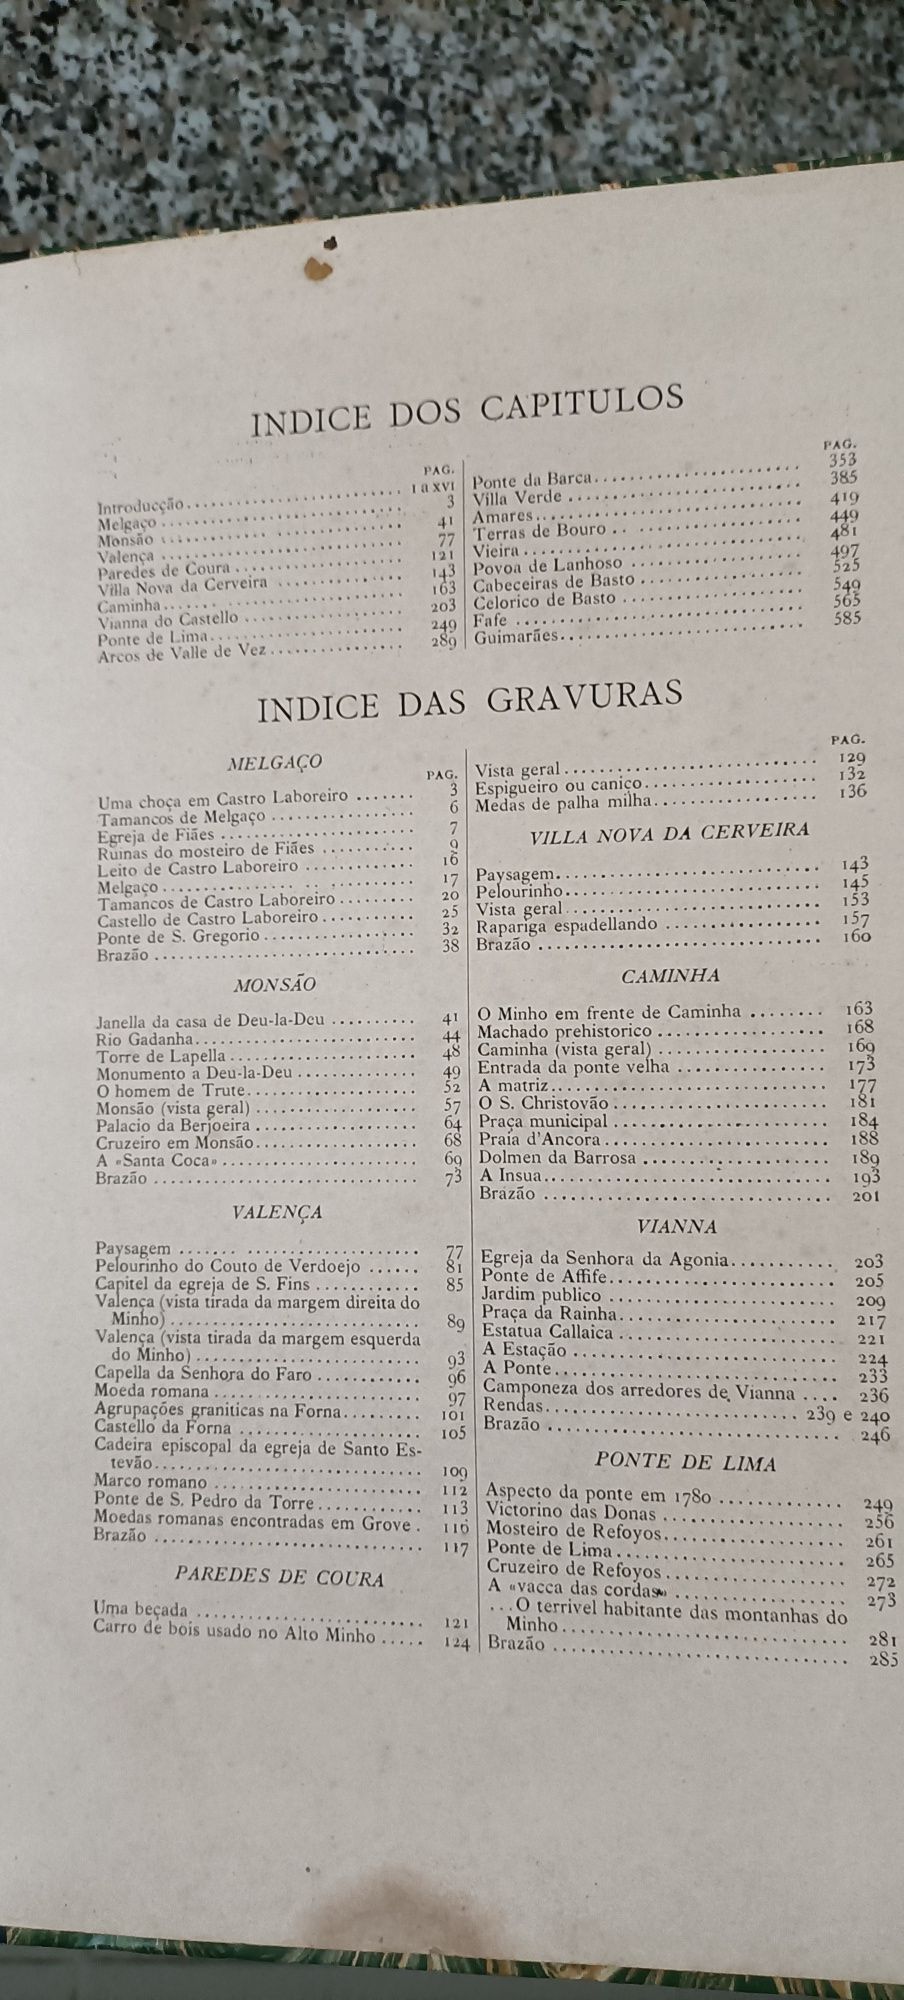 INDICE DOS CAPITULOS
PAG.
Introducção 1 a XVI
Melgaço 3
Monsão 41
Valença 77
Paredes de Coura 121
Villa Nova da Cerveira 143
Caminha 163
Vianna do Castello 203
Ponte de Lima 249
Arcos de Valle de Vez 289
PAG.
Ponte da Barca 353
Villa Verde 385
Amares 419
Terras de Bouro 449
Vieira 481
Povoa de Lanhoso 497
Cabeceiras de Basto 525
Celorico de Basto 549
Fafe 565
Guimarães 585
INDICE DAS GRAVURAS
MELGAÇO
PAG.
Uma choça em Castro Laboreiro 3
Tamancos de Melgaço 6
Egreja de Fiães 7
Ruinas do mosteiro de Fiães 9
Leito de Castro Laboreiro 16
Melgaço 17
Tamancos de Castro Laboreiro 20
Castello de Castro Laboreiro 25
Ponte de S. Gregorio 32
Brazão 38
MONSÃO
Janella da casa de Deu-la-Deu 41
Rio Gadanha 44
Torre de Lapella 48
Monumento a Deu-la-Deu 49
O homem de Trute 52
Monsão (vista geral) 57
Palacio da Berjoeira 64
Cruzeiro em Monsão 68
A «Santa Coca» 69
Brazão 73
VALENÇA
Paysagem 77
Pelourinho do Couto de Verdoejo 81
Capitel da egreja de S. Fins 85
Valença (vista tirada da margem direita do
Minho) 89
Valença (vista tirada da margem esquerda
do Minho) 93
Capella da Senhora do Faro 96
Moeda romana 97
Agrupações graniticas na Forna 101
Castello da Forna 105
Cadeira episcopal da egreja de Santo Es-
tevão 109
Marco romano 112
Ponte de S. Pedro da Torre 113
Moedas romanas encontradas em Grove 116
Brazão 117
PAREDES DE COURA
Uma beçada 121
Carro de bois usado no Alto Minho 124
PAG.
Vista geral 129
Espigueiro ou caniço 132
Medas de palha milha 136
VILLA NOVA DA CERVEIRA
Paysagem 143
Pelourinho 145
Vista geral 153
Rapariga espadellando 157
Brazão 160
CAMINHA
O Minho em frente de Caminha 163
Machado prehistorico 168
Caminha (vista geral) 169
Entrada da ponte velha 173
A matriz 177
O S. Christovão 181
Praça municipal 184
Praia d'Ancora 188
Dolmen da Barrosa 189
A Insua 193
Brazão 201
VIANNA
Egreja da Senhora da Agonia 203
Ponte de Affife 205
Jardim publico 209
Praça da Rainha 217
Estatua Callaica 221
A Estação 224
A Ponte 233
Camponeza dos arredores de Vianna 236
Rendas 239 e 240
Brazão 246
PONTE DE LIMA
Aspecto da ponte em 1780 249
Victorino das Donas 256
Mosteiro de Refoyos 261
Ponte de Lima 265
Cruzeiro de Refoyos 272
A «vacca das cordas» 273
...O terrivel habitante das montanhas do
Minho 281
Brazão 285